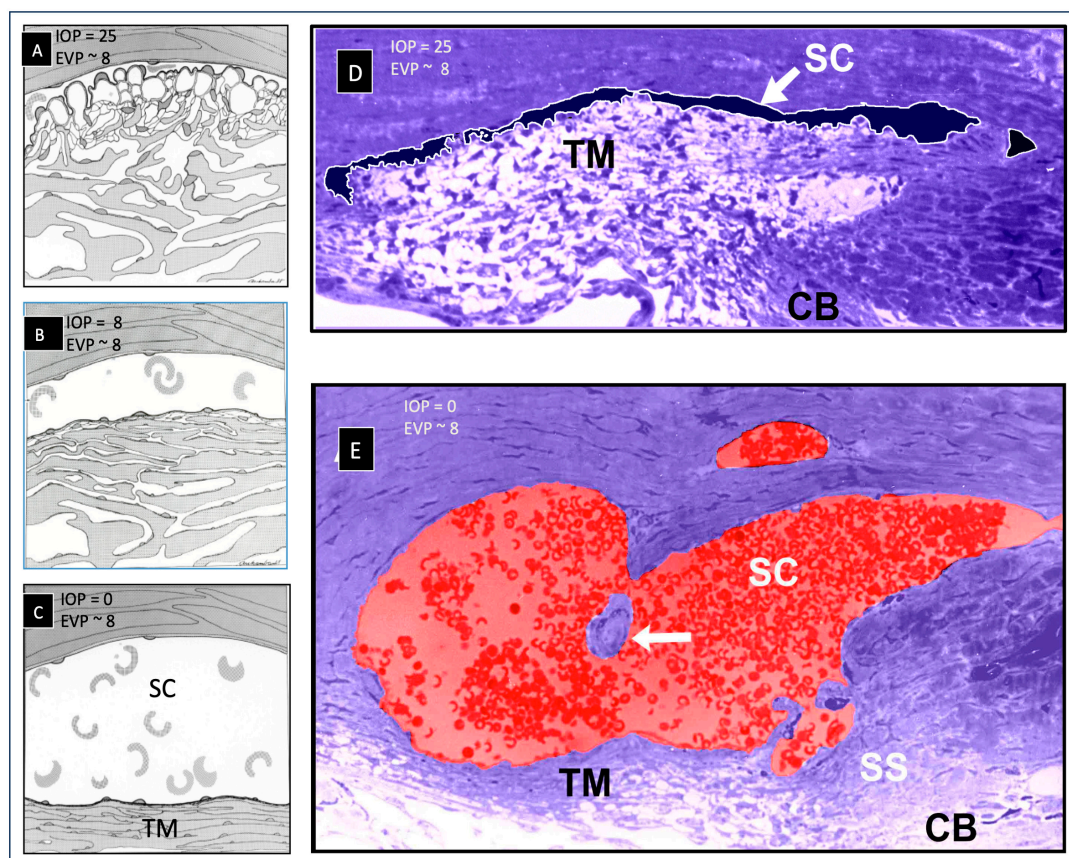 A
IOP = 25
EVP ~ 8
B
IOP = 8
EVP ~ 8
C
IOP = 0
EVP ~ 8
SC
TM
D
IOP = 25
EVP ~ 8
SC
TM
CB
E
IOP = 0
EVP ~ 8
SC
TM
SS
CB